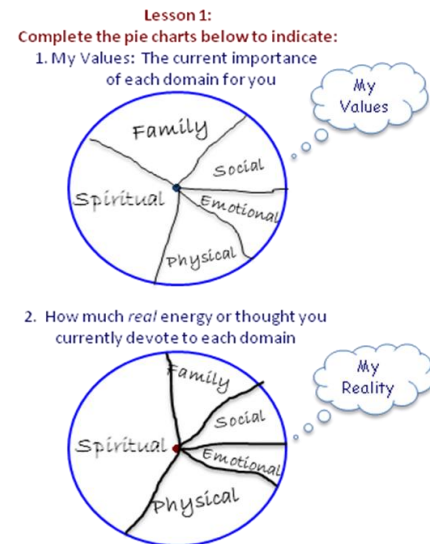 Lesson 1:
Complete the pie charts below to indicate:
1. My Values: The current importance
of each domain for you
My
Values
Family
Social
Spiritual
Emotional
Physical
2. How much real energy or thought you
currently devote to each domain
My
Reality
Family
Social
Spiritual
Emotional
Physical